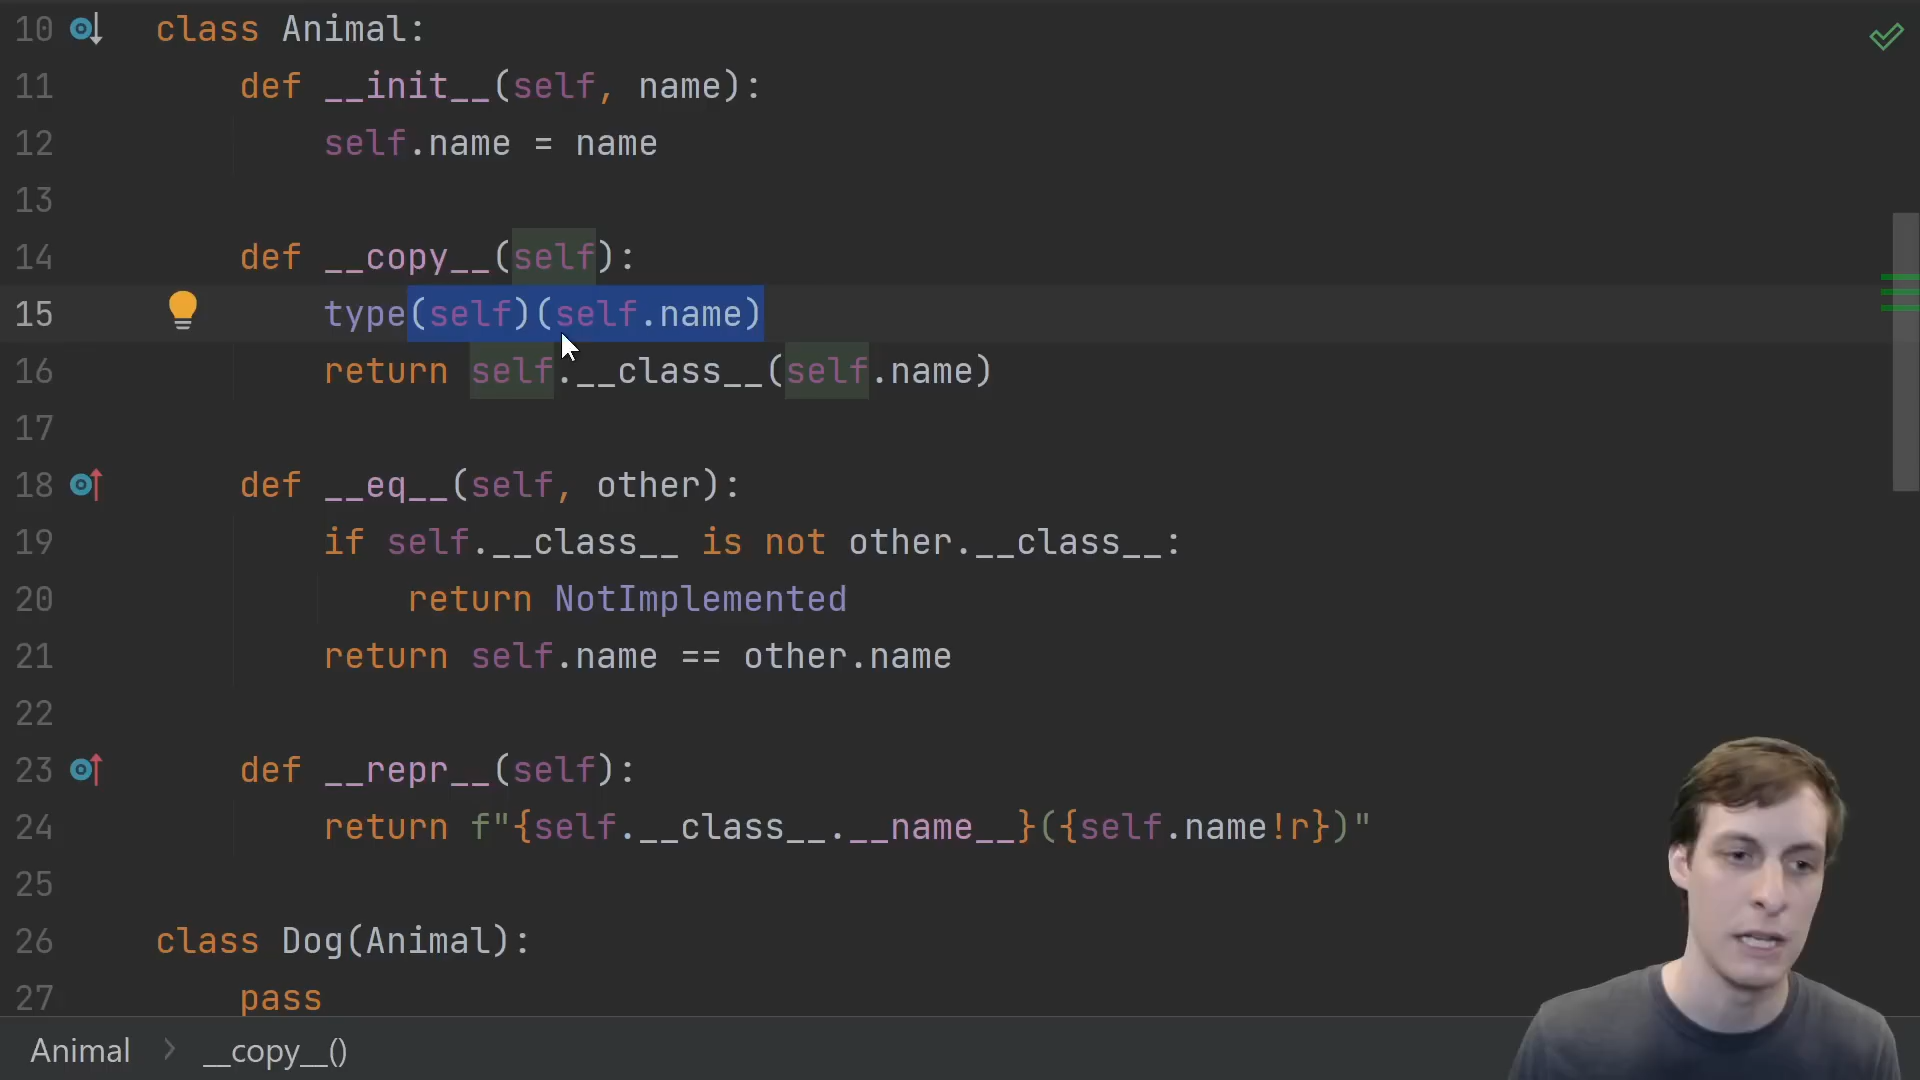 10 class Animal:
11 def __init__(self, name):
12 self.name = name
13
14 def __copy__(self):
15 type(self)(self.name)
16 return self.__class__(self.name)
17
18 def __eq__(self, other):
19 if self.__class__ is not other.__class__:
20 return NotImplemented
21 return self.name == other.name
22
23 def __repr__(self):
24 return f"{self.__class__.__name__}({self.name!r})"
25
26 class Dog(Animal):
27 pass
Animal > __copy__()